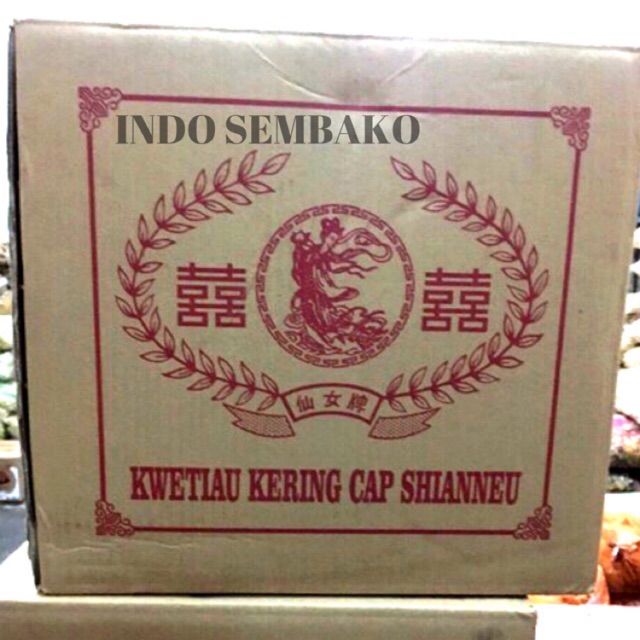 INDO SEMBAKO
囍 囍
仙女牌
KWETIAU KERING CAP SHIANNEU